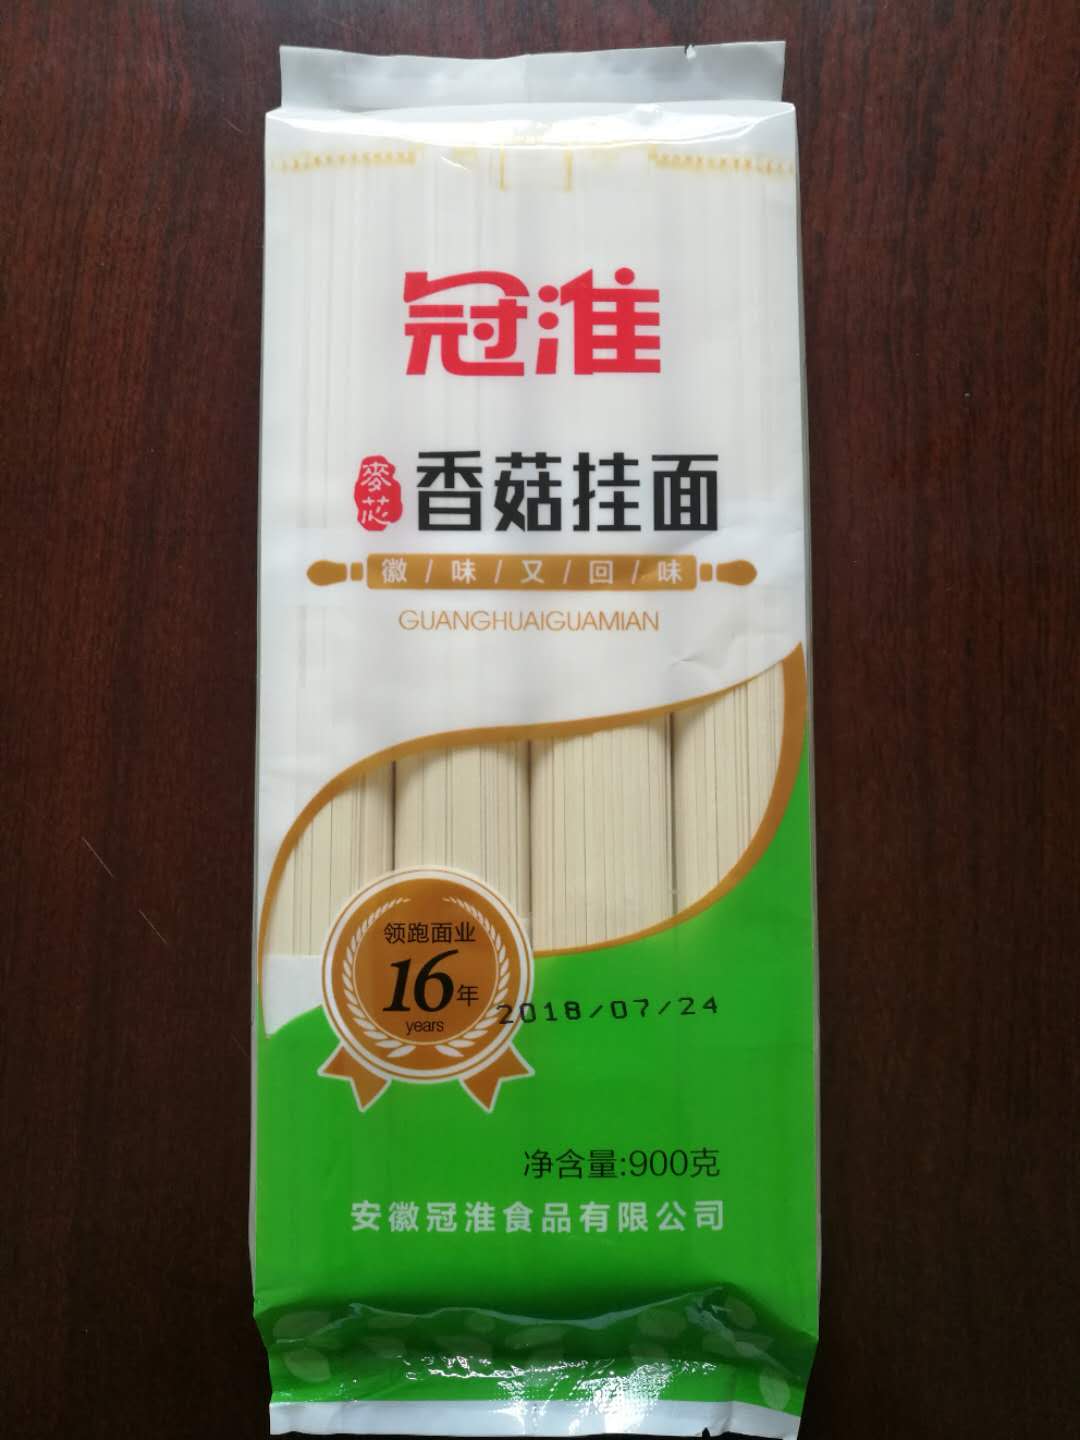 冠淮
麥芯
香菇挂面
徽/味/又/回/味
GUANGHUAIGUAMIAN
领跑面业
16年
years
2018/07/24
净含量:900克
安徽冠淮食品有限公司